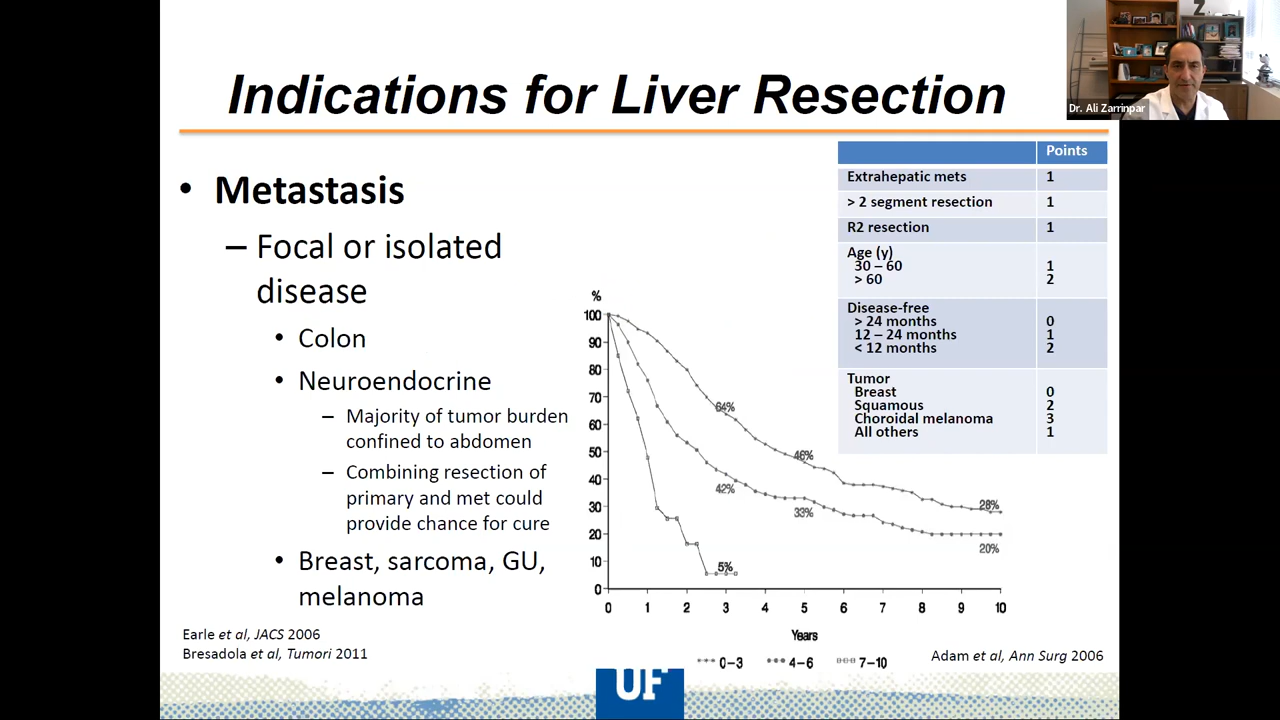 Indications for Liver Resection
Dr. Ali Zarrinpar
• Metastasis
– Focal or isolated
disease
• Colon
• Neuroendocrine
– Majority of tumor burden
confined to abdomen
– Combining resection of
primary and met could
provide chance for cure
• Breast, sarcoma, GU,
melanoma
Points
Extrahepatic mets 1
> 2 segment resection 1
R2 resection 1
Age (y)
30 – 60 1
> 60 2
Disease-free
> 24 months 0
12 – 24 months 1
< 12 months 2
Tumor
Breast 0
Squamous 2
Choroidal melanoma 3
All others 1
%
100
90
80
70
60
50
40
30
20
10
0
64%
46%
28%
42%
33%
20%
5%
0 1 2 3 4 5 6 7 8 9 10
Years
0–3 4–6 7–10
Earle et al, JACS 2006
Bresadola et al, Tumori 2011
Adam et al, Ann Surg 2006
UF